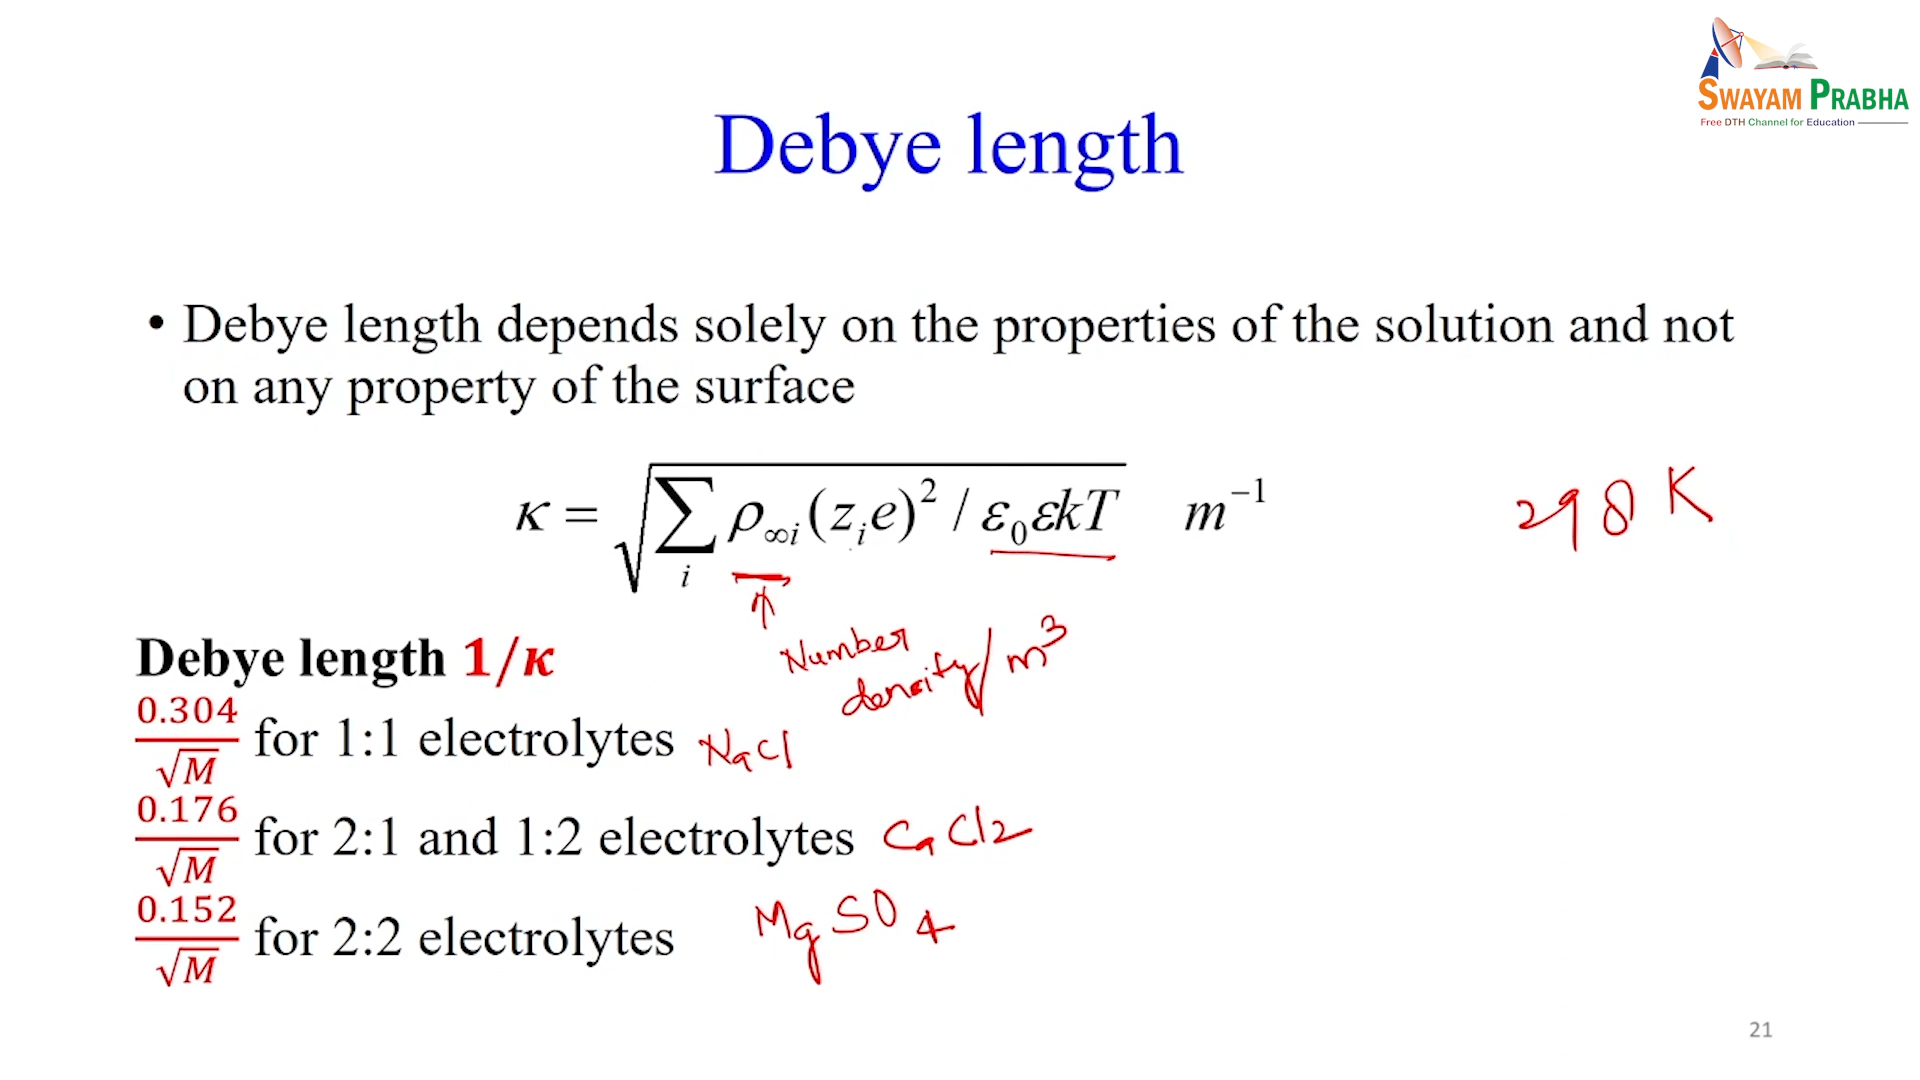 SWAYAM PRABHA
Free DTH Channel for Education
Debye length
• Debye length depends solely on the properties of the solution and not
on any property of the surface
κ = √(∑ᵢ ρ∞ᵢ (zᵢe)² / ε₀εkT) m⁻¹
298 K
Number
density/m³
Debye length 1/κ
0.304/√M for 1:1 electrolytes NaCl
0.176/√M for 2:1 and 1:2 electrolytes CaCl2
0.152/√M for 2:2 electrolytes MgSO4
21